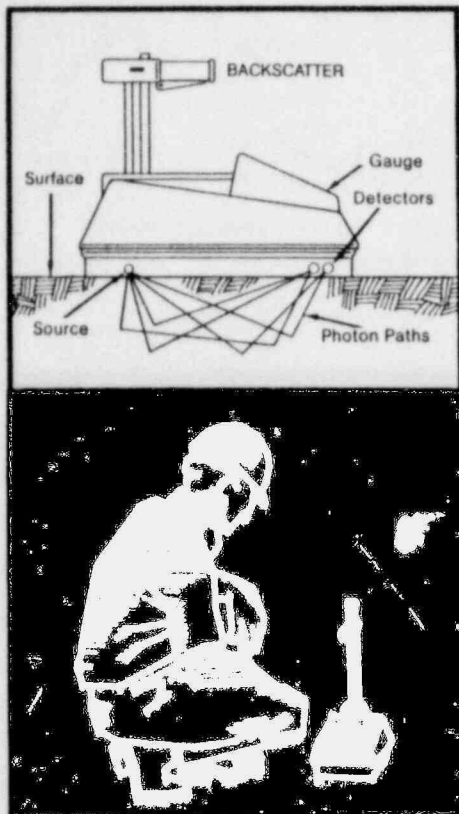 BACKSCATTER
Gauge
Surface
Detectors
Source
Photon Paths